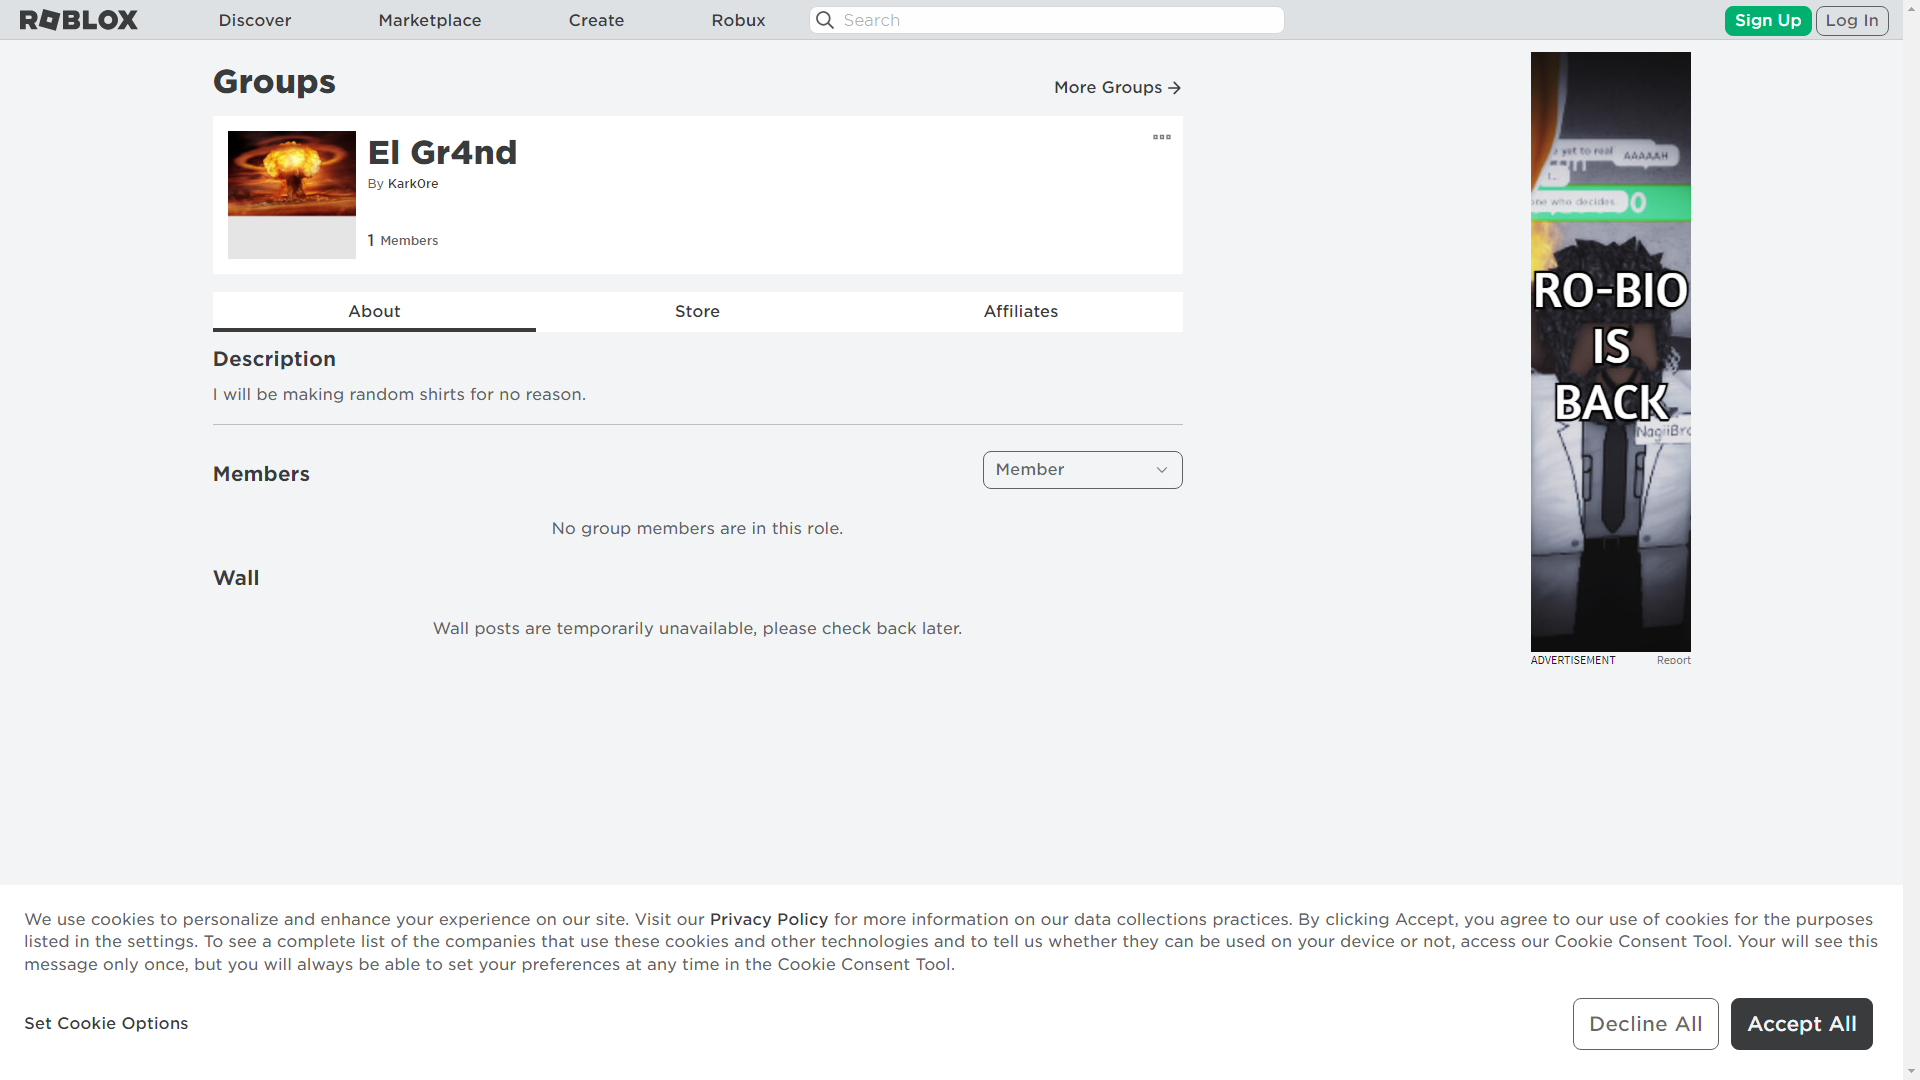 ROBLOX
Discover
Marketplace
Create
Robux
Search
Sign Up
Log In
Groups
More Groups
El Gr4nd
By Kark0re
1 Members
About
Store
Affiliates
Description
I will be making random shirts for no reason.
Members
Member
No group members are in this role.
Wall
Wall posts are temporarily unavailable, please check back later.
yet to real
AAAAAH
one who decides.
RO-BIO
IS
BACK
ADVERTISEMENT
Report
We use cookies to personalize and enhance your experience on our site. Visit our Privacy Policy for more information on our data collections practices. By clicking Accept, you agree to our use of cookies for the purposes
listed in the settings. To see a complete list of the companies that use these cookies and other technologies and to tell us whether they can be used on your device or not, access our Cookie Consent Tool. Your will see this
message only once, but you will always be able to set your preferences at any time in the Cookie Consent Tool.
Set Cookie Options
Decline All
Accept All